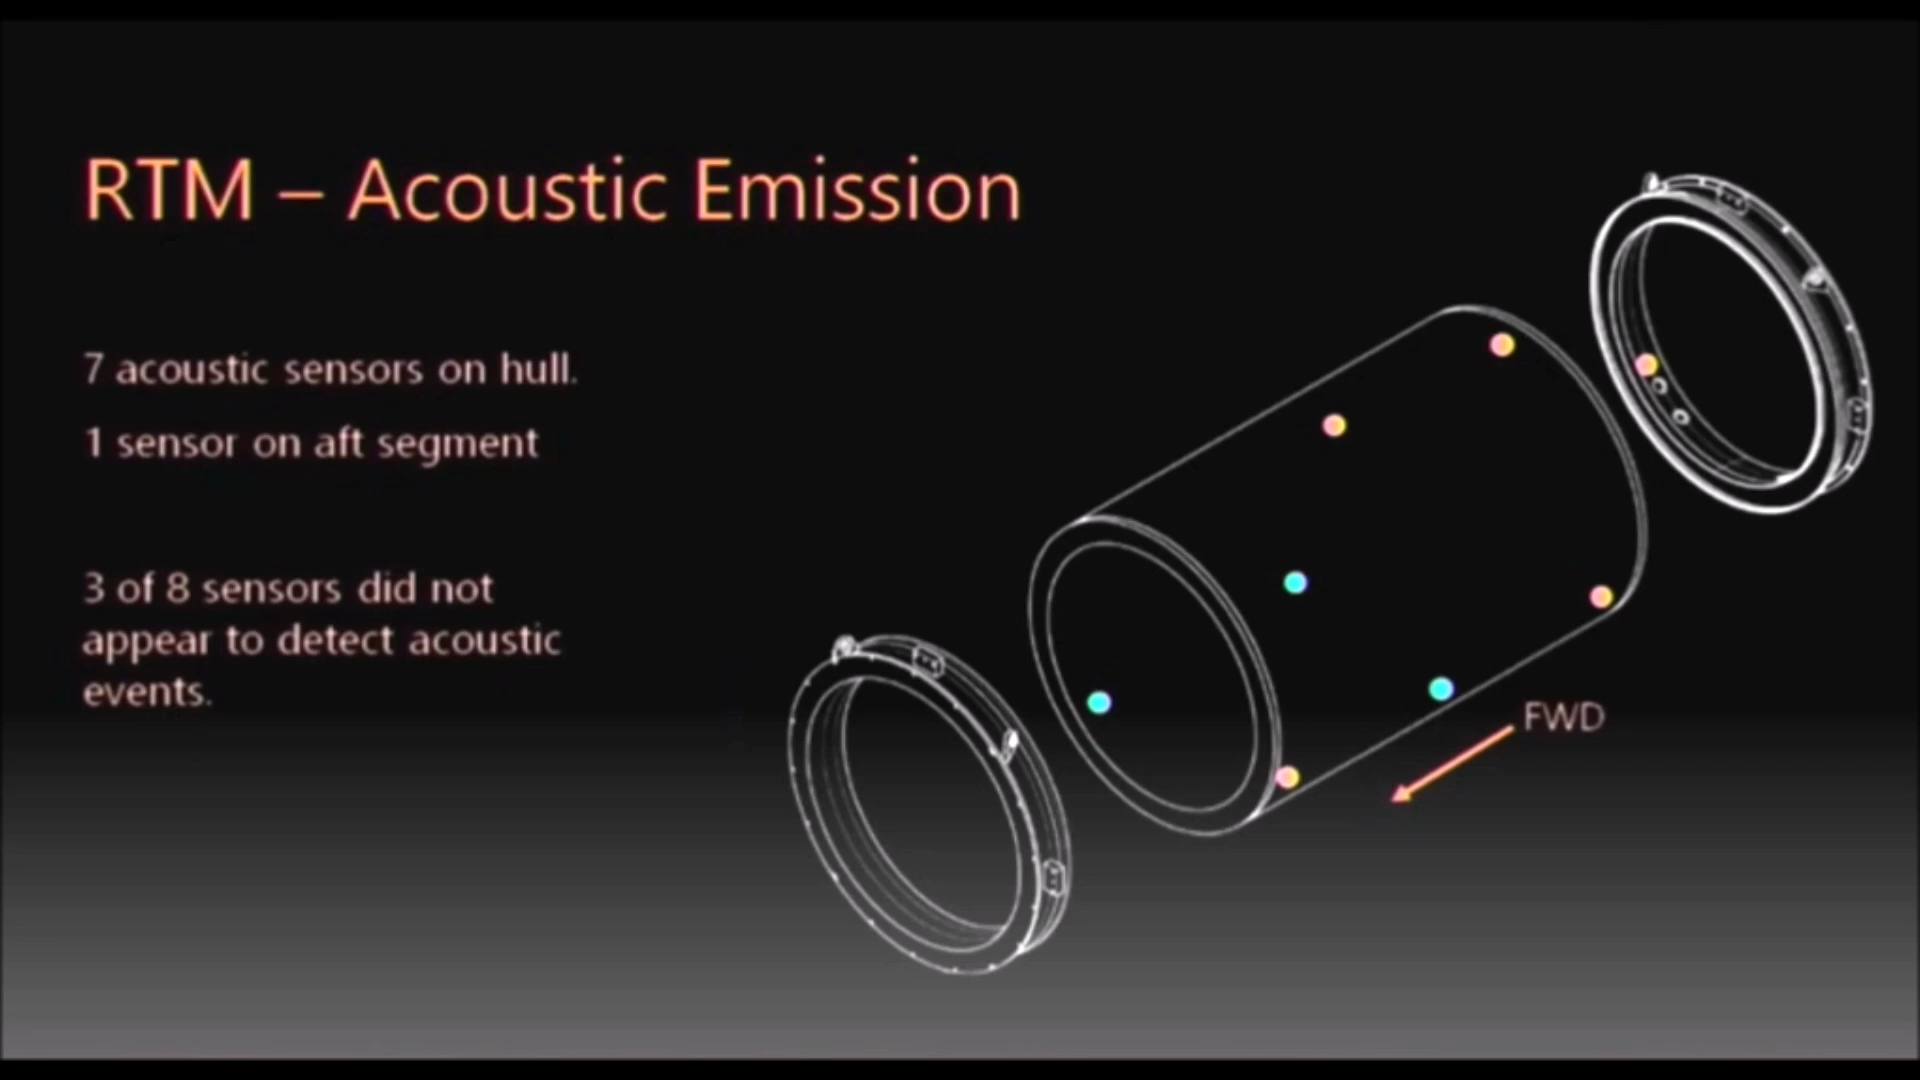 RTM – Acoustic Emission
7 acoustic sensors on hull.
1 sensor on aft segment
3 of 8 sensors did not
appear to detect acoustic
events.
FWD